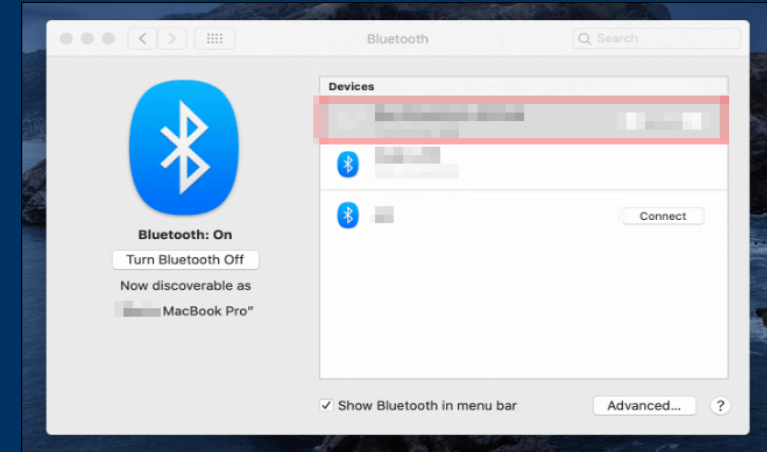 Bluetooth
Search
Devices
Connect
Bluetooth: On
Turn Bluetooth Off
Now discoverable as
MacBook Pro”
Show Bluetooth in menu bar
Advanced...
?